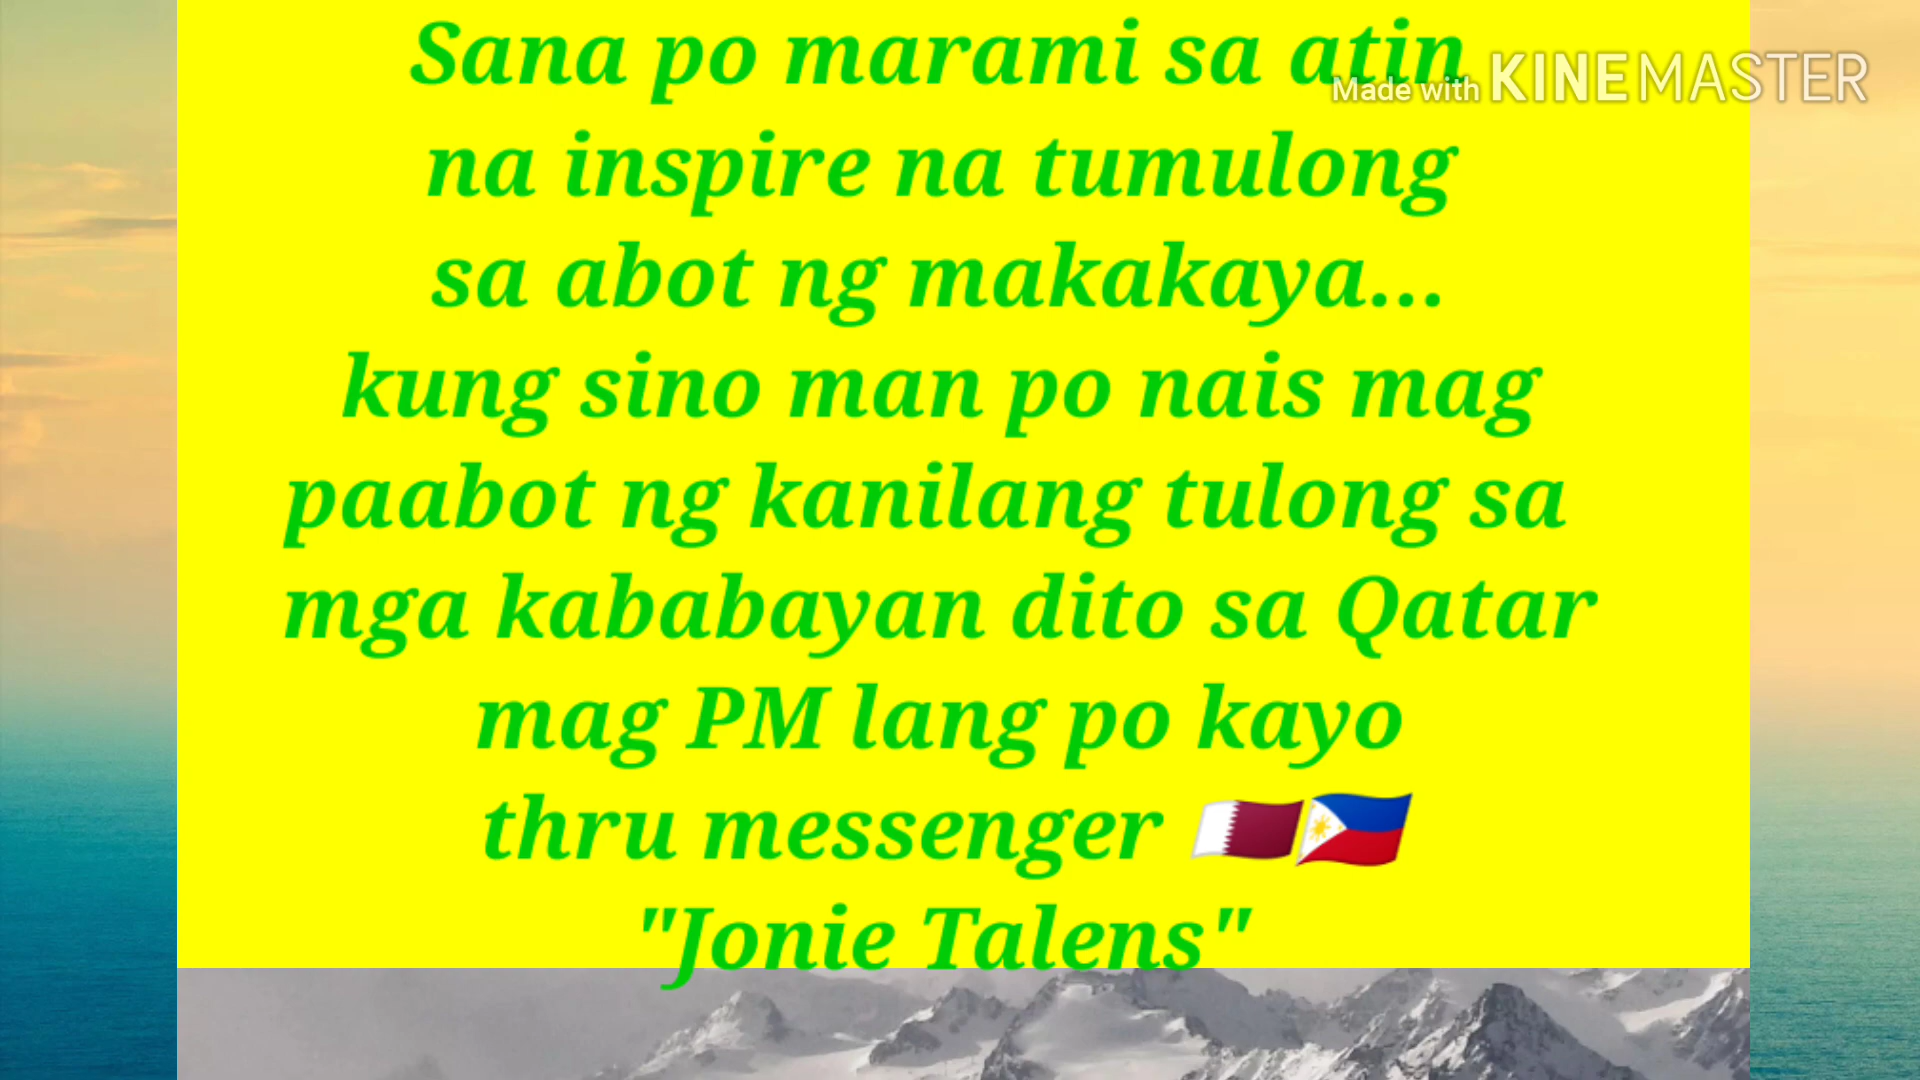 Sana po marami sa atin
Made with KINEMASTER
na inspire na tumulong
sa abot ng makakaya...
kung sino man po nais mag
paabot ng kanilang tulong sa
mga kababayan dito sa Qatar
mag PM lang po kayo
thru messenger 🇶🇦🇵🇭
"Jonie Talens"